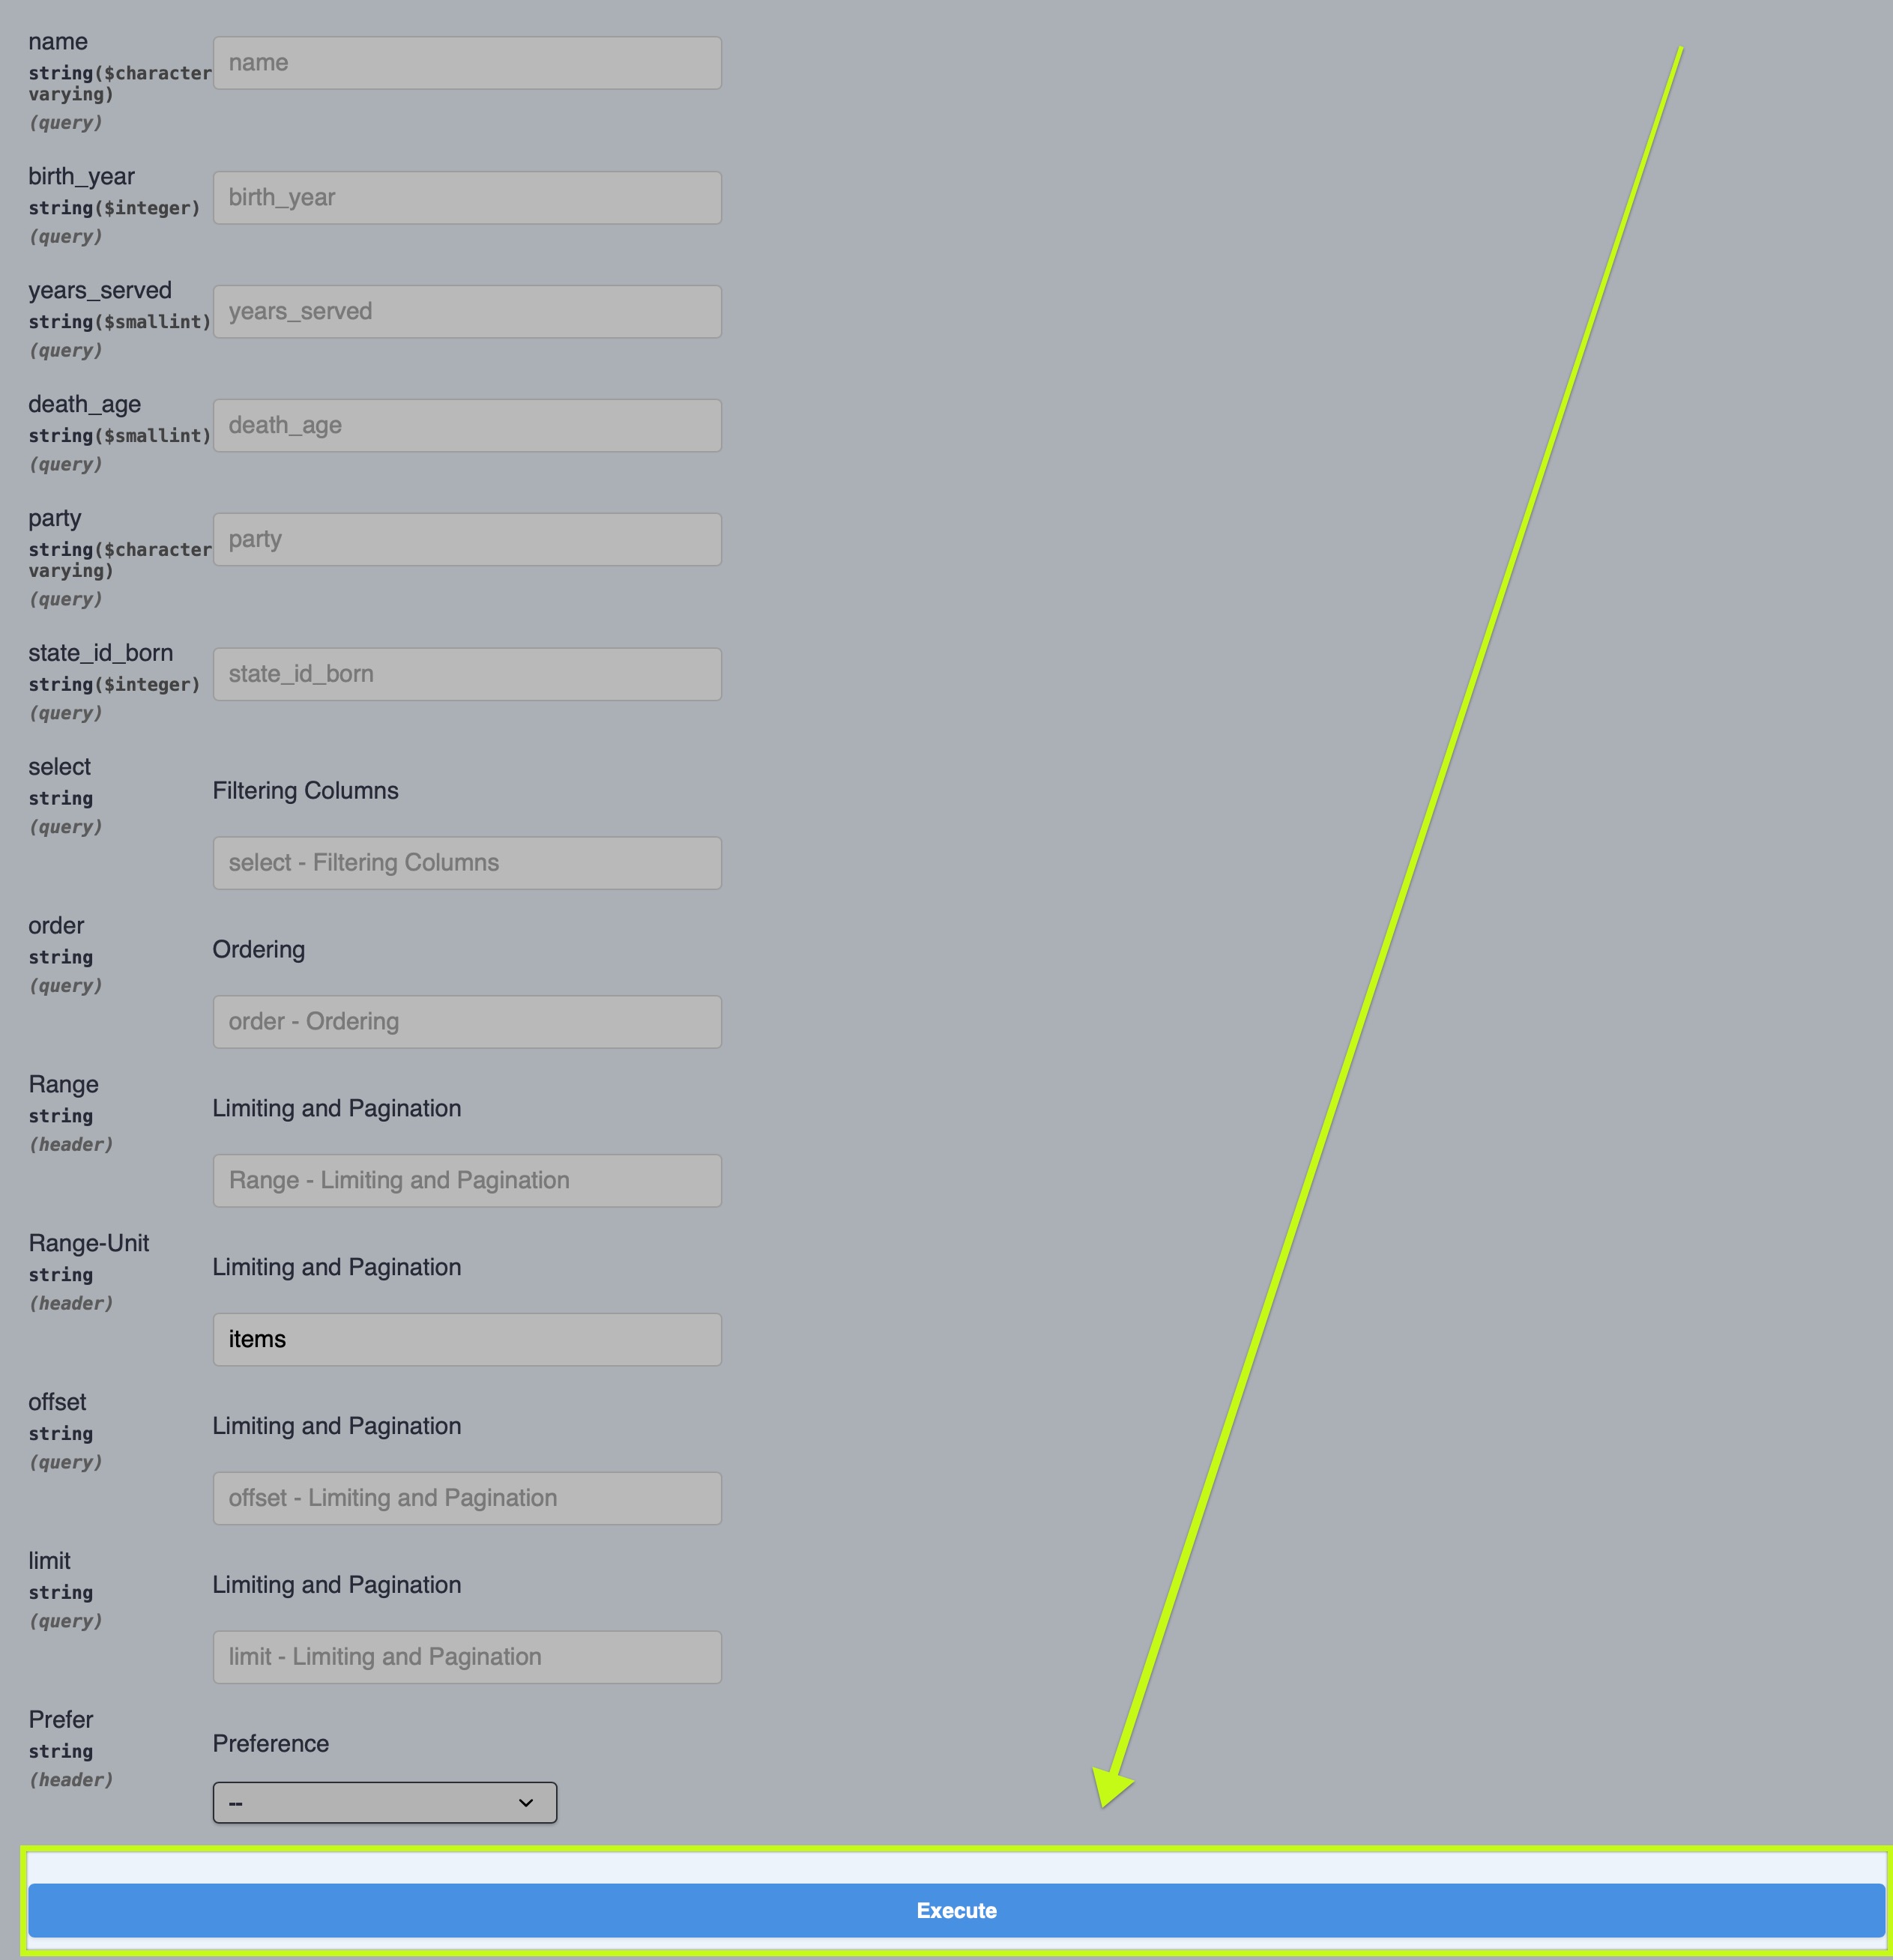 name
string($character varying)
(query)
name
birth_year
string($integer)
(query)
birth_year
years_served
string($smallint)
(query)
years_served
death_age
string($smallint)
(query)
death_age
party
string($character varying)
(query)
party
state_id_born
string($integer)
(query)
state_id_born
select
string
(query)
Filtering Columns
select - Filtering Columns
order
string
(query)
Ordering
order - Ordering
Range
string
(header)
Limiting and Pagination
Range - Limiting and Pagination
Range-Unit
string
(header)
Limiting and Pagination
items
offset
string
(query)
Limiting and Pagination
offset - Limiting and Pagination
limit
string
(query)
Limiting and Pagination
limit - Limiting and Pagination
Prefer
string
(header)
Preference
--
Execute